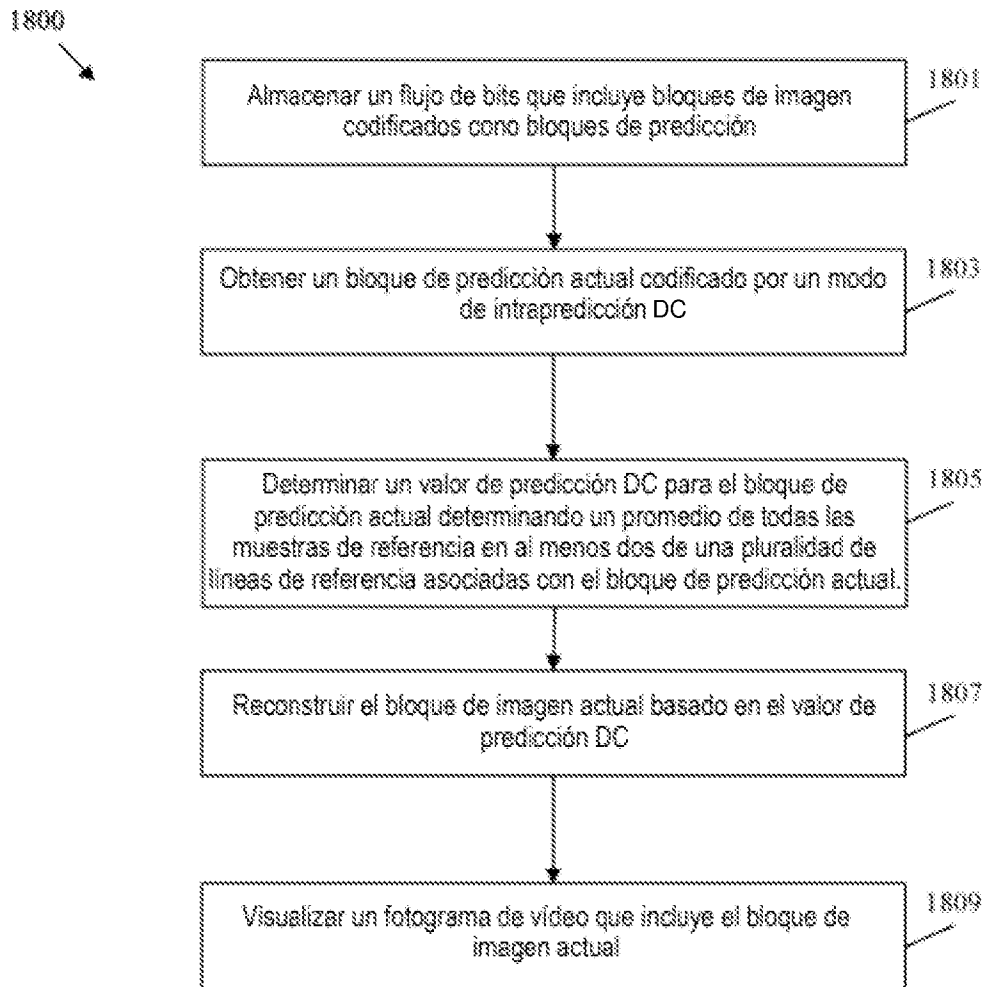 1800
1801
Almacenar un flujo de bits que incluye bloques de imagen
codificados cono bloques de predicción
1803
Obtener un bloque de predicción actual codificado por un modo
de intrapredicción DC
1805
Determinar un valor de predicción DC para el bloque de
predicción actual determinando un promedio de todas las
muestras de referencia en al menos dos de una pluralidad de
líneas de referencia asociadas con el bloque de predicción actual.
1807
Reconstruir el bloque de imagen actual basado en el valor de
predicción DC
1809
Visualizar un fotograma de vídeo que incluye el bloque de
imagen actual